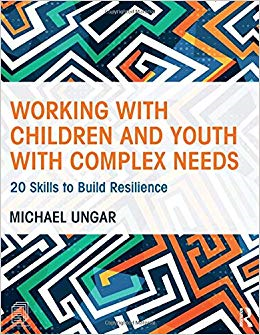 WORKING WITH
CHILDREN AND YOUTH
WITH COMPLEX NEEDS
20 Skills to Build Resilience
MICHAEL UNGAR